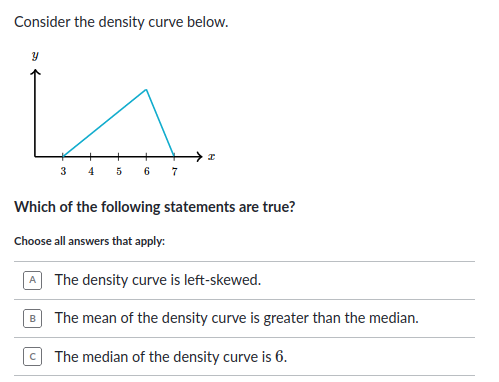 Consider the density curve below.
y
x
3 4 5 6 7
Which of the following statements are true?
Choose all answers that apply:
A The density curve is left-skewed.
B The mean of the density curve is greater than the median.
C The median of the density curve is 6.